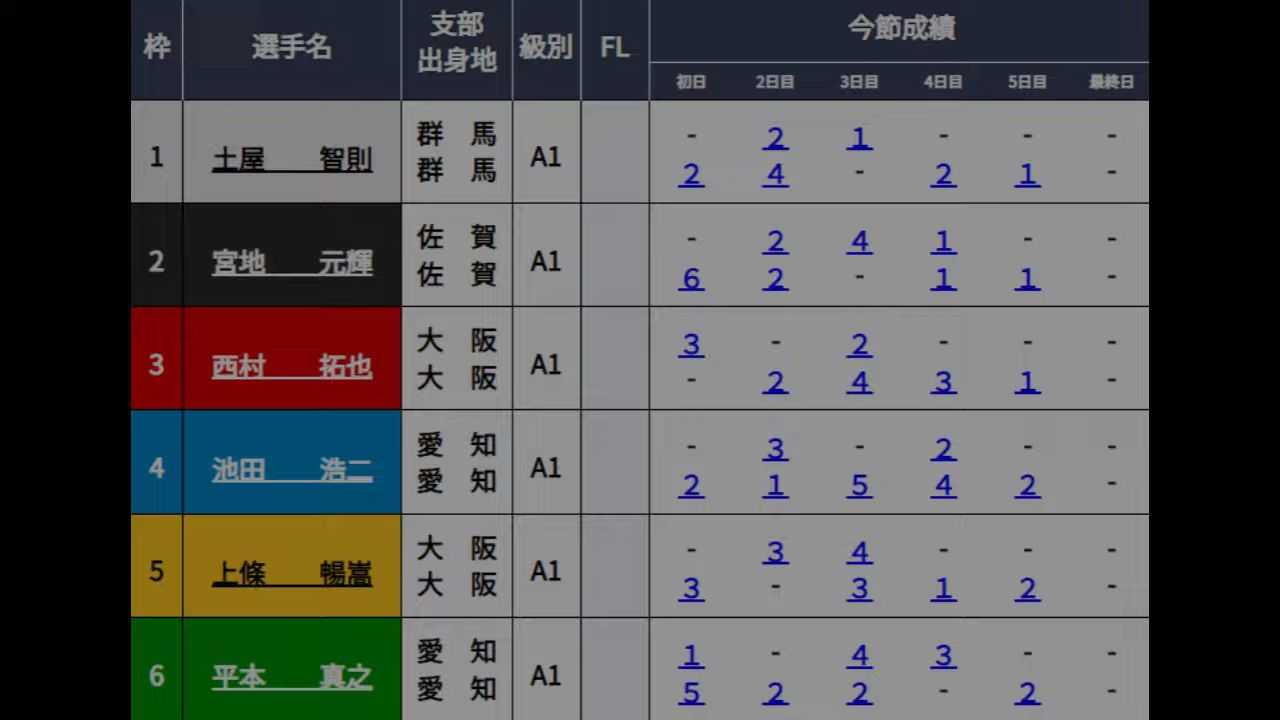 枠 選手名 支部 出身地 級別 FL 今節成績
初日 2日目 3日目 4日目 5日目 最終日
1 土屋 智則 群 馬 A1 - 2 1 - - -
群 馬 2 4 - 2 1 -
2 宮地 元輝 佐 賀 A1 - 2 4 1 - -
佐 賀 6 2 - 1 1 -
3 西村 拓也 大 阪 A1 3 - 2 - - -
大 阪 - 2 4 3 1 -
4 池田 浩二 愛 知 A1 - 3 - 2 - -
愛 知 2 1 5 4 2 -
5 上條 暢嵩 大 阪 A1 - 3 4 - - -
大 阪 3 - 3 1 2 -
6 平本 真之 愛 知 A1 1 - 4 3 - -
愛 知 5 2 2 - 2 -